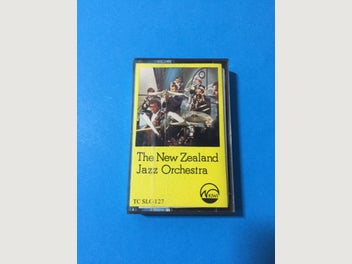 The New Zealand
Jazz Orchestra
TC SLC-127